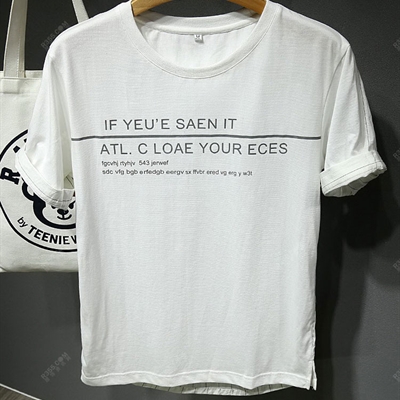 IF YEU'E SAEN IT
ATL. C LOAE YOUR ECES
fgcvhj rtyhjv 543 jerwef
sdc vfg bgb erfedgb eergv sx ffvbr ered.vg erg y w3t
by TEENIE